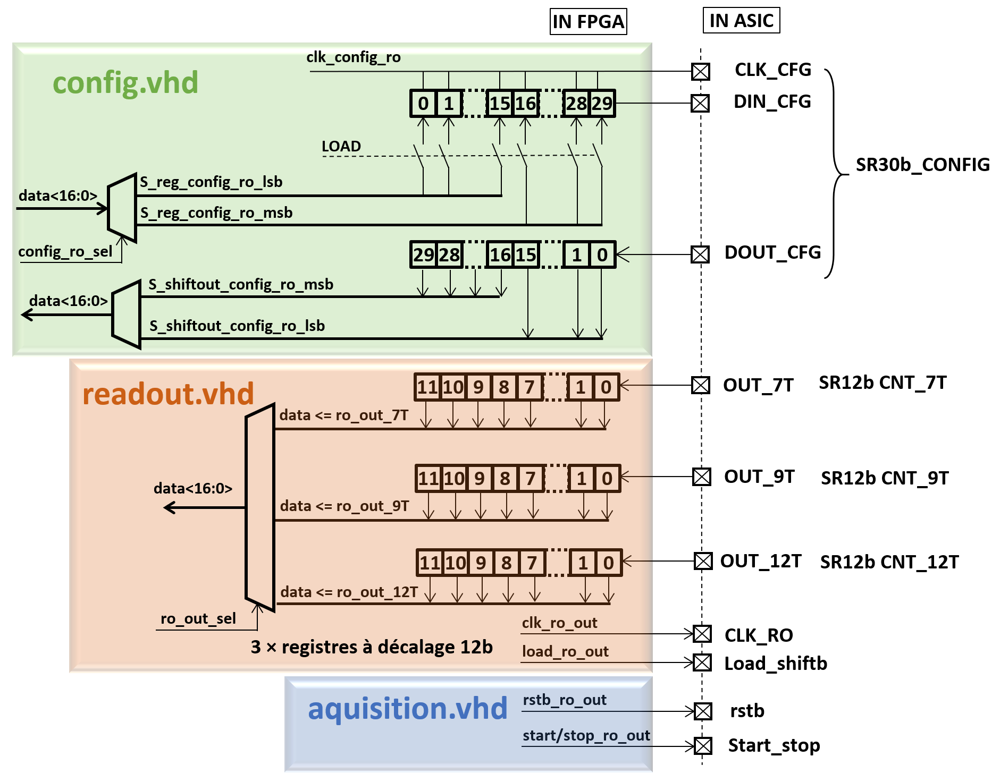 IN FPGA
IN ASIC
config.vhd
clk_config_ro
CLK_CFG
0 1 15 16 28 29
DIN_CFG
LOAD
SR30b_CONFIG
S_reg_config_ro_lsb
data<16:0>
S_reg_config_ro_msb
config_ro_sel
29 28 16 15 1 0
DOUT_CFG
S_shiftout_config_ro_msb
data<16:0>
S_shiftout_config_ro_lsb
readout.vhd
11 10 9 8 7 1 0
OUT_7T
SR12b CNT_7T
data <= ro_out_7T
11 10 9 8 7 1 0
OUT_9T
SR12b CNT_9T
data<16:0>
data <= ro_out_9T
11 10 9 8 7 1 0
OUT_12T
SR12b CNT_12T
data <= ro_out_12T
ro_out_sel
clk_ro_out
CLK_RO
3 × registres à décalage 12b
load_ro_out
Load_shiftb
aquisition.vhd
rstb_ro_out
rstb
start/stop_ro_out
Start_stop